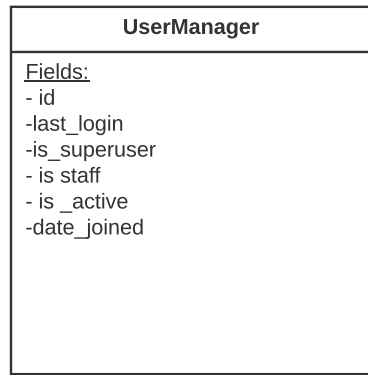 UserManager
Fields:
- id
-last_login
-is_superuser
- is staff
- is _active
-date_joined